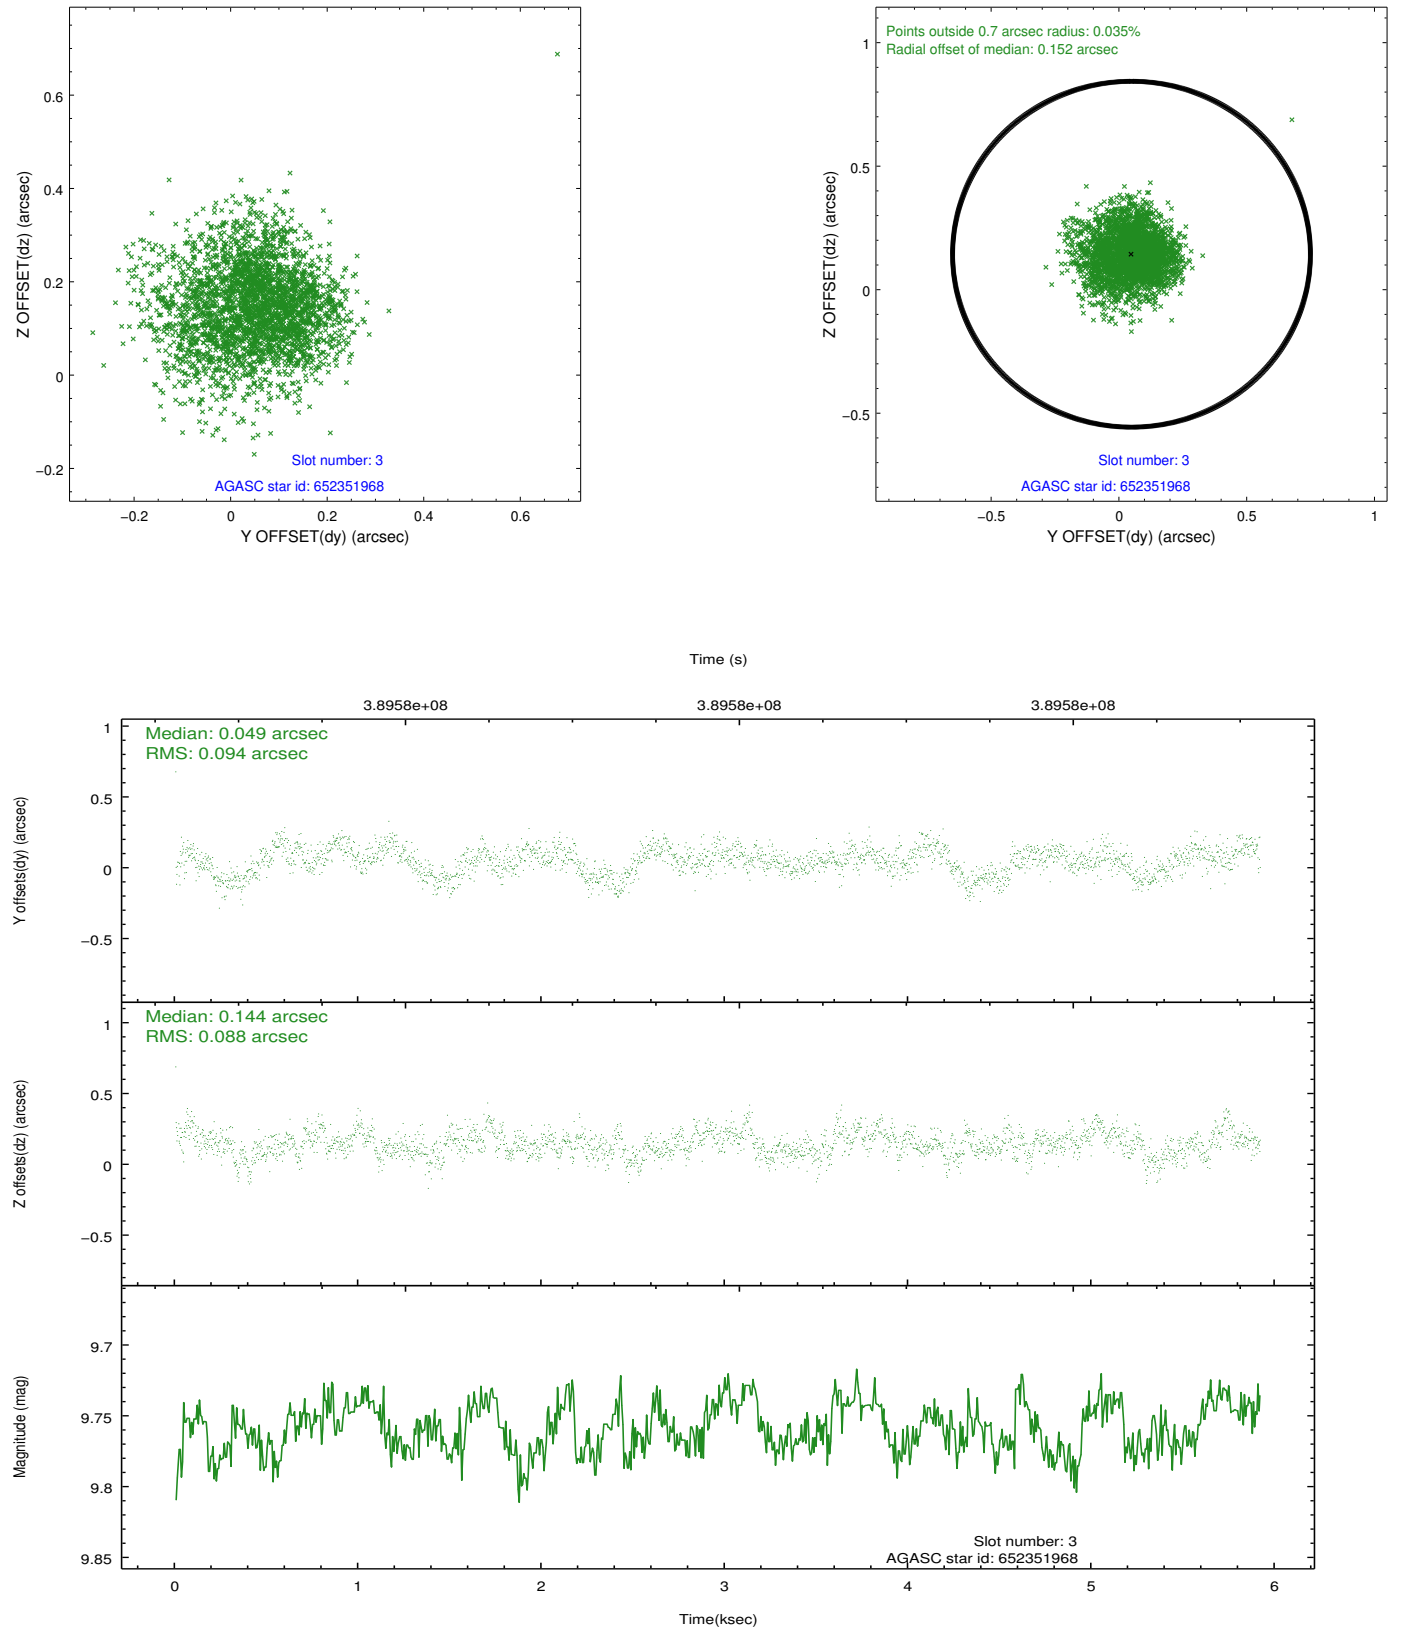 0.6
0.4
0.2
0
−0.2
−0.2
0
0.2
0.4
0.6
Z OFFSET(dz) (arcsec)
Y OFFSET(dy) (arcsec)
Slot number: 3
AGASC star id: 652351968
Points outside 0.7 arcsec radius: 0.035%
Radial offset of median: 0.152 arcsec
1
0.5
0
−0.5
−0.5
0
0.5
1
Z OFFSET(dz) (arcsec)
Y OFFSET(dy) (arcsec)
Slot number: 3
AGASC star id: 652351968
Time (s)
3.8958e+08
3.8958e+08
3.8958e+08
Median: 0.049 arcsec
RMS: 0.094 arcsec
1
0.5
0
−0.5
Y offsets(dy) (arcsec)
Median: 0.144 arcsec
RMS: 0.088 arcsec
1
0.5
0
−0.5
Z offsets(dz) (arcsec)
9.7
9.75
9.8
9.85
Magnitude (mag)
Slot number: 3
AGASC star id: 652351968
0
1
2
3
4
5
6
Time(ksec)